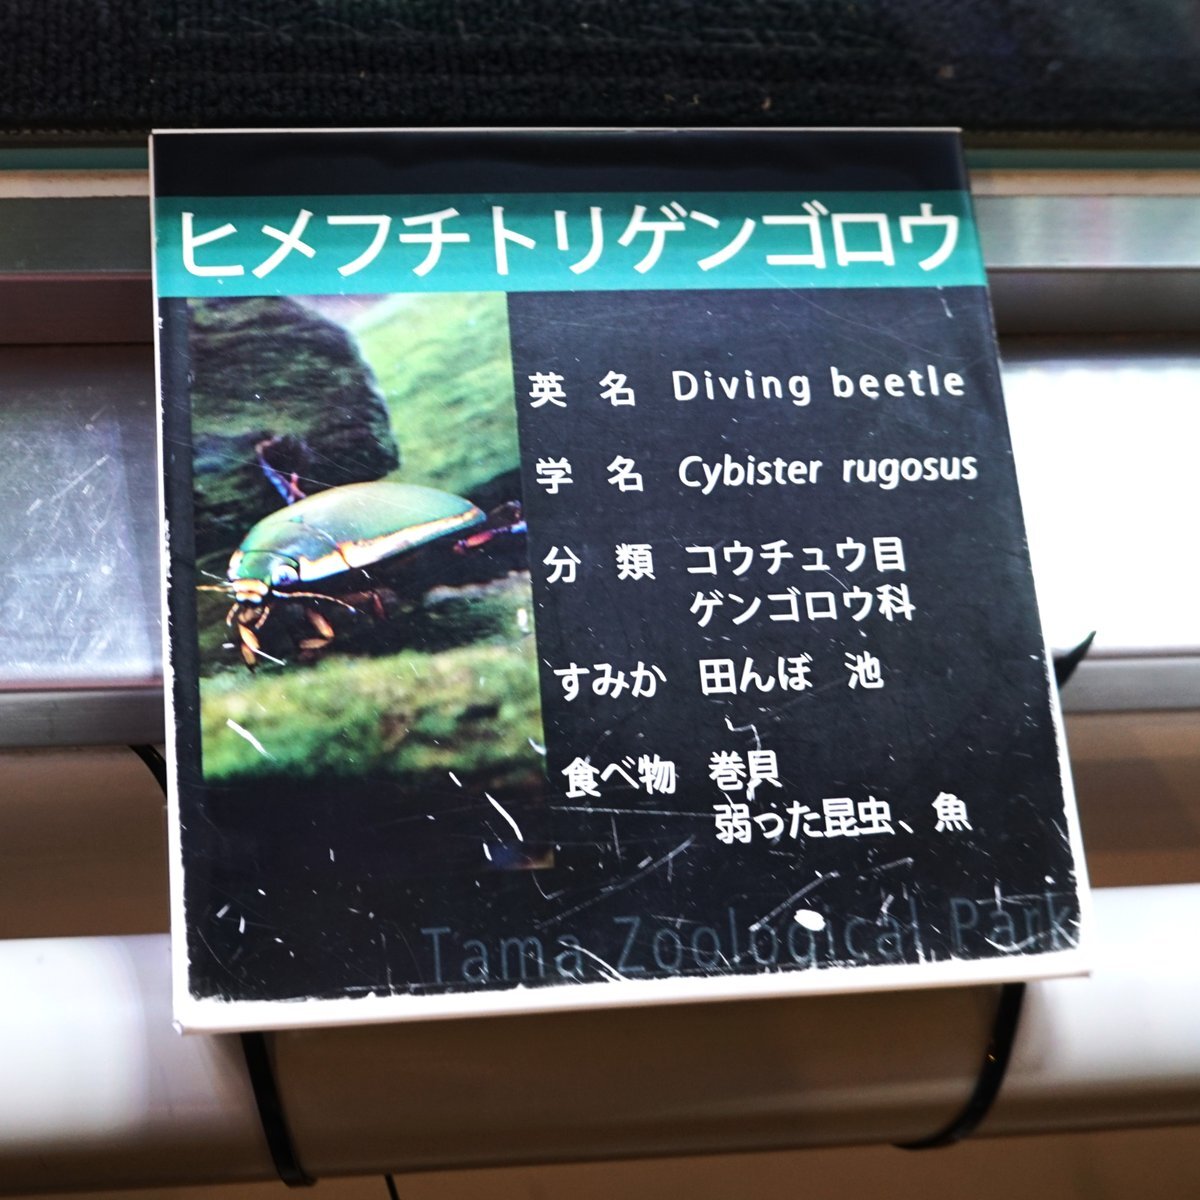 ヒメフチトリゲンゴロウ
英 名 Diving beetle
学 名 Cybister rugosus
分 類 コウチュウ目
ゲンゴロウ科
すみか 田んぼ 池
食べ物 巻貝
弱った昆虫、魚
Tama Zoological Park